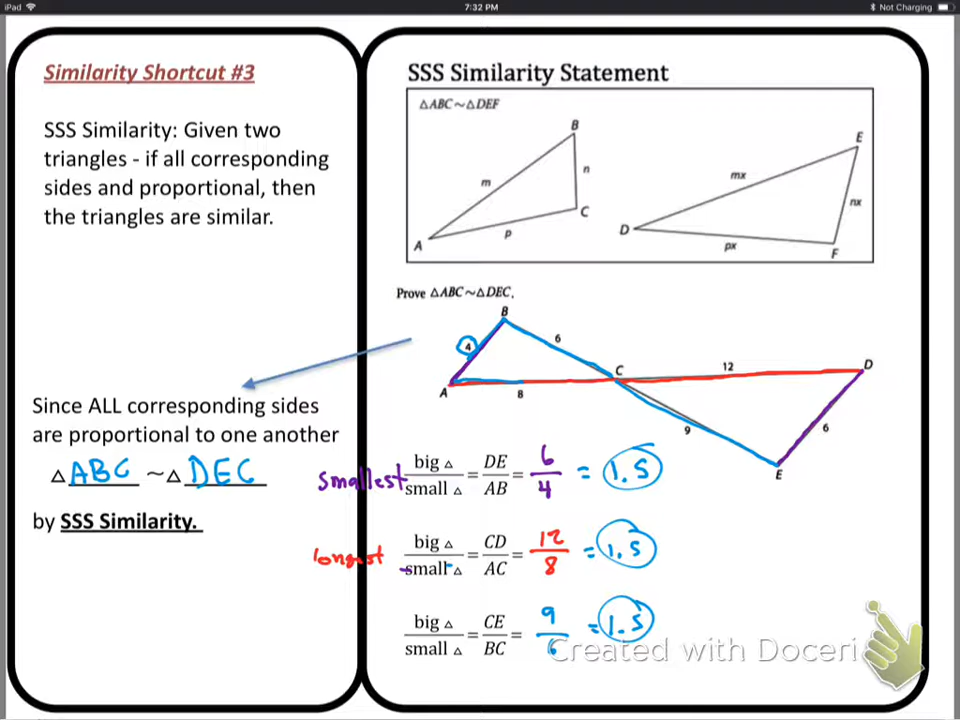 iPad
7:32 PM
Not Charging
Similarity Shortcut #3
SSS Similarity: Given two
triangles - if all corresponding
sides and proportional, then
the triangles are similar.
Since ALL corresponding sides
are proportional to one another
△ABC ~△DEC
by SSS Similarity.
SSS Similarity Statement
△ABC~△DEF
B
m
n
C
A
p
E
mx
nx
D
px
F
Prove △ABC~△DEC.
B
4
6
C
12
D
A
8
9
6
E
smallest big △/small △ = DE/AB = 6/4 = 1.5
longest big △/small △ = CD/AC = 12/8 = 1.5
big △/small △ = CE/BC = 9/6 = 1.5
Created with Doceri